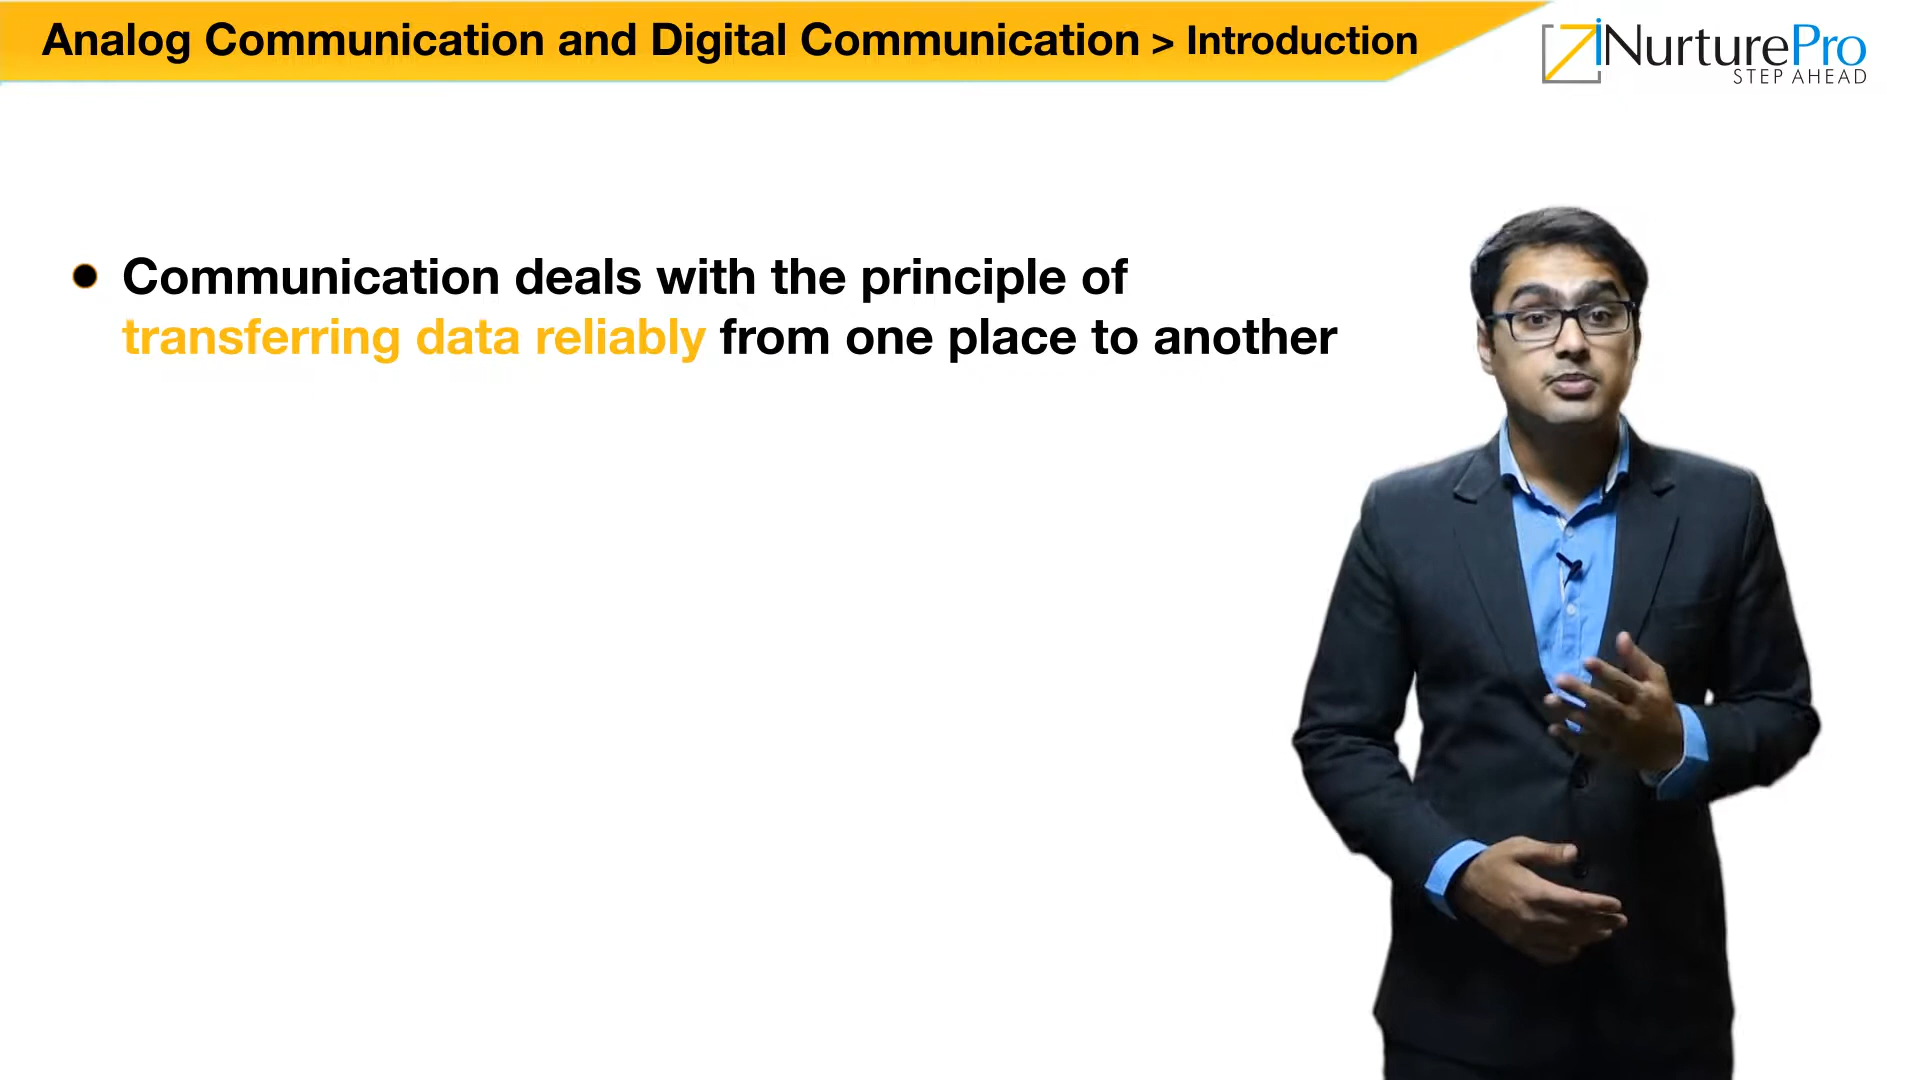 Analog Communication and Digital Communication > Introduction
iNurturePro
STEP AHEAD
Communication deals with the principle of
transferring data reliably from one place to another